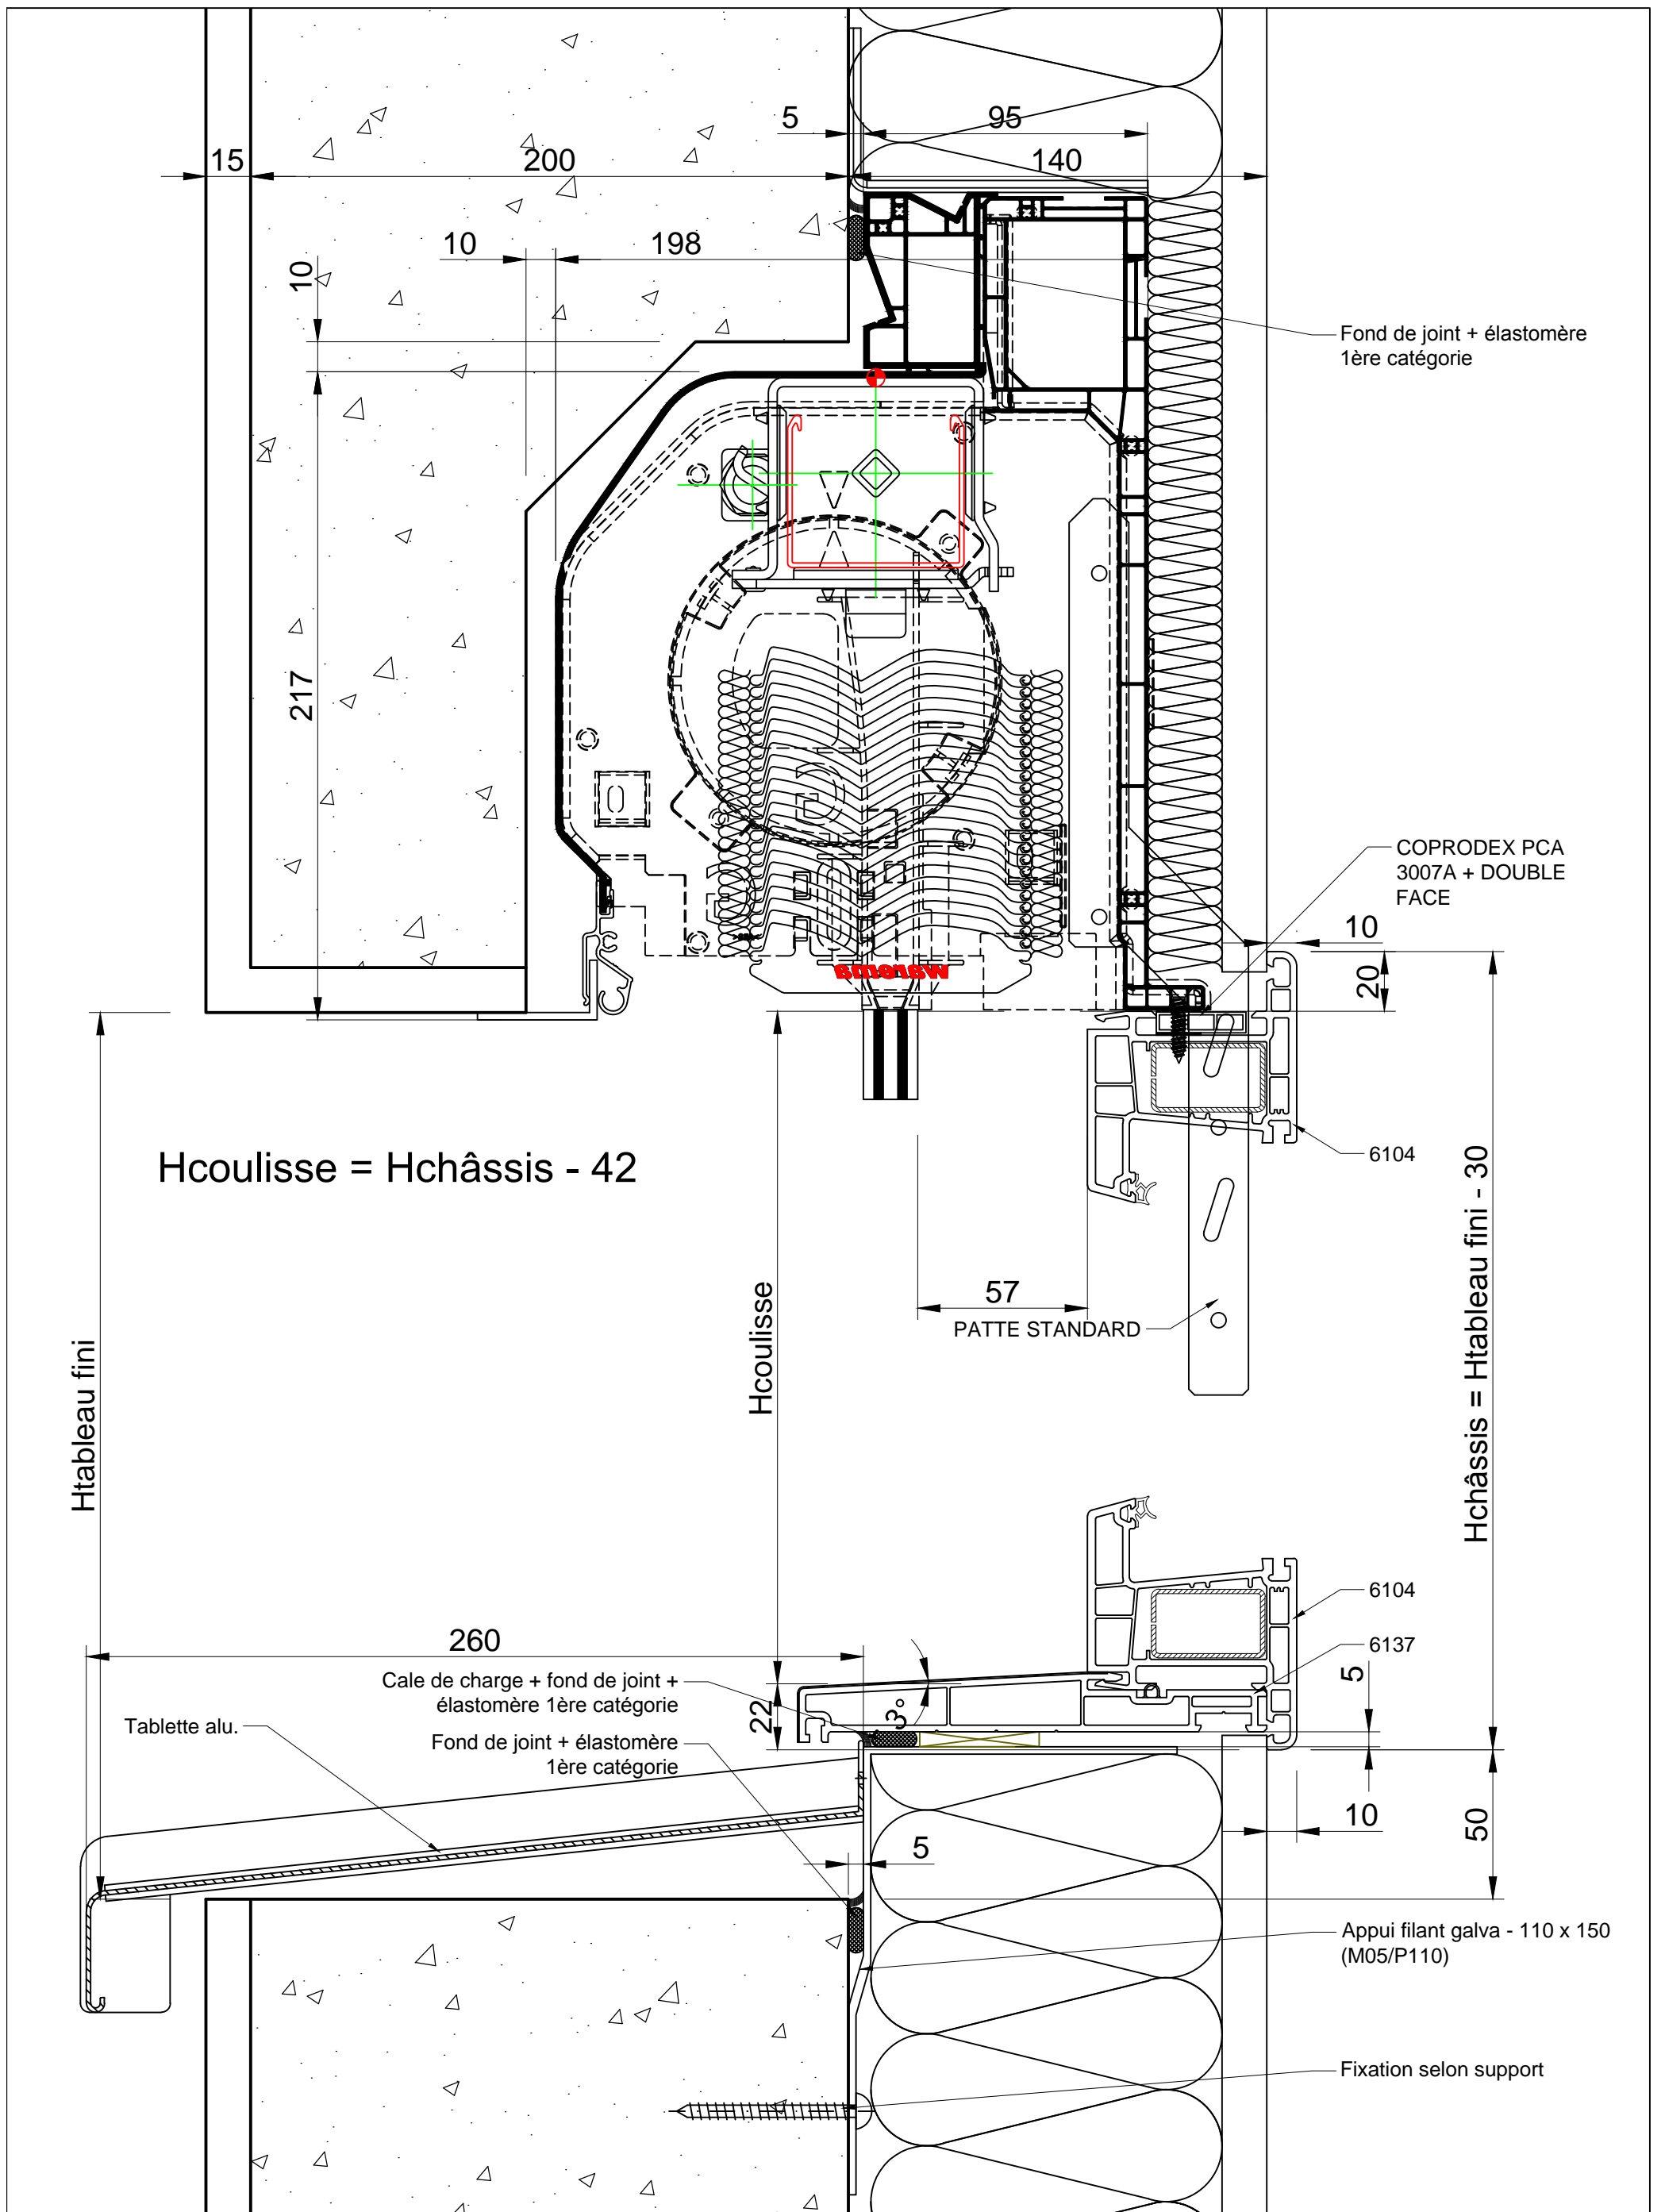 5
95
15
200
140
10
198
10
Fond de joint + élastomère
1ère catégorie
217
COPRODEX PCA
3007A + DOUBLE
FACE
10
20
warema
6104
Hcoulisse = Hchâssis - 42
57
PATTE STANDARD
Htableau fini
Hcoulisse
Hchâssis = Htableau fini - 30
6104
260
6137
Cale de charge + fond de joint +
élastomère 1ère catégorie
22
3°
5
Tablette alu.
Fond de joint + élastomère
1ère catégorie
10
50
5
Appui filant galva - 110 x 150
(M05/P110)
Fixation selon support